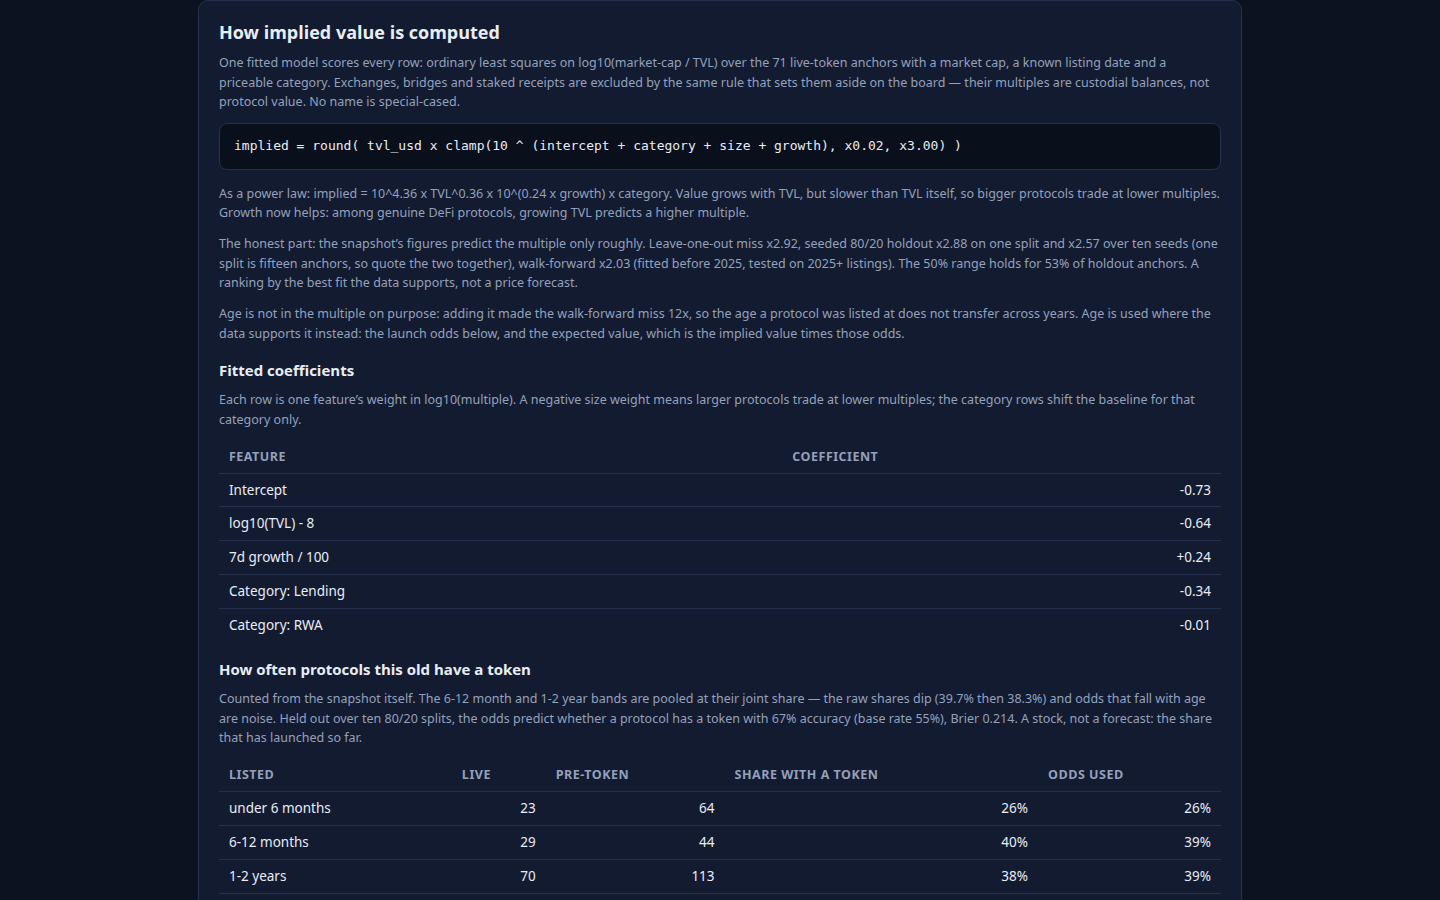 How implied value is computed
One fitted model scores every row: ordinary least squares on log10(market-cap / TVL) over the 71 live-token anchors with a market cap, a known listing date and a
priceable category. Exchanges, bridges and staked receipts are excluded by the same rule that sets them aside on the board — their multiples are custodial balances, not
protocol value. No name is special-cased.
implied = round( tvl_usd x clamp(10 ^ (intercept + category + size + growth), x0.02, x3.00) )
As a power law: implied = 10^4.36 x TVL^0.36 x 10^(0.24 x growth) x category. Value grows with TVL, but slower than TVL itself, so bigger protocols trade at lower multiples.
Growth now helps: among genuine DeFi protocols, growing TVL predicts a higher multiple.
The honest part: the snapshot’s figures predict the multiple only roughly. Leave-one-out miss x2.92, seeded 80/20 holdout x2.88 on one split and x2.57 over ten seeds (one
split is fifteen anchors, so quote the two together), walk-forward x2.03 (fitted before 2025, tested on 2025+ listings). The 50% range holds for 53% of holdout anchors. A
ranking by the best fit the data supports, not a price forecast.
Age is not in the multiple on purpose: adding it made the walk-forward miss 12x, so the age a protocol was listed at does not transfer across years. Age is used where the
data supports it instead: the launch odds below, and the expected value, which is the implied value times those odds.
Fitted coefficients
Each row is one feature’s weight in log10(multiple). A negative size weight means larger protocols trade at lower multiples; the category rows shift the baseline for that
category only.
FEATURE COEFFICIENT
Intercept -0.73
log10(TVL) - 8 -0.64
7d growth / 100 +0.24
Category: Lending -0.34
Category: RWA -0.01
How often protocols this old have a token
Counted from the snapshot itself. The 6-12 month and 1-2 year bands are pooled at their joint share — the raw shares dip (39.7% then 38.3%) and odds that fall with age
are noise. Held out over ten 80/20 splits, the odds predict whether a protocol has a token with 67% accuracy (base rate 55%), Brier 0.214. A stock, not a forecast: the share
that has launched so far.
LISTED LIVE PRE-TOKEN SHARE WITH A TOKEN ODDS USED
under 6 months 23 64 26% 26%
6-12 months 29 44 40% 39%
1-2 years 70 113 38% 39%